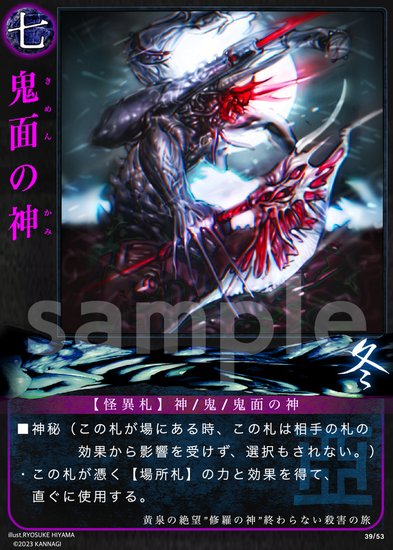 七
鬼面の神
きめん
かみ
sample
冬
【怪異札】神/鬼/鬼面の神
■神秘（この札が場にある時、この札は相手の札の
効果から影響を受けず、選択もされない。）
・この札が憑く【場所札】の力と効果を得て、
直ぐに使用する。
黄泉の絶望"修羅の神"終わらない殺害の旅
illust.RYOSUKE HIYAMA
39/53
©2023 KANNAGI